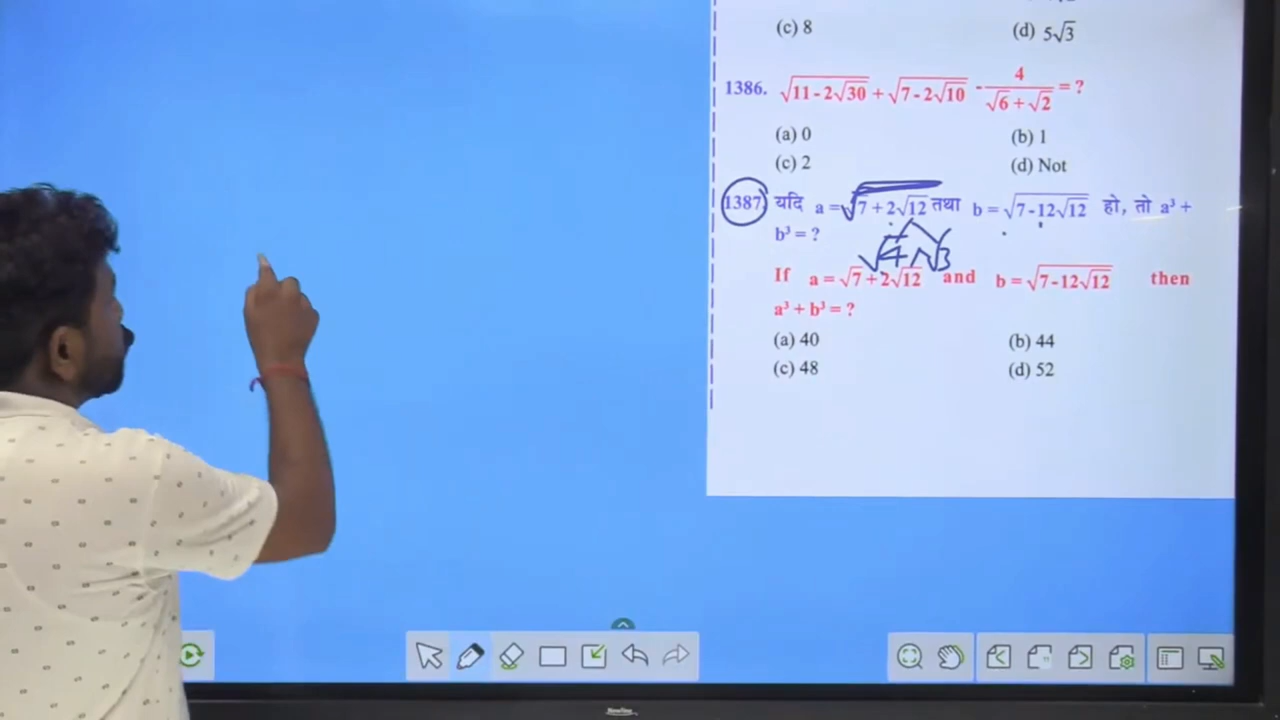 (c) 8 (d) 5√3
1386. √(11-2√30) + √(7-2√10) - 4/(√6+√2) = ?
(a) 0 (b) 1
(c) 2 (d) Not
1387. यदि a = √(7+2√12) तथा b = √(7-12√12) हो, तो a³ +
b³ = ?
√4 √3
If a = √7+2√12 and b = √(7-12√12) then
a³ + b³ = ?
(a) 40 (b) 44
(c) 48 (d) 52